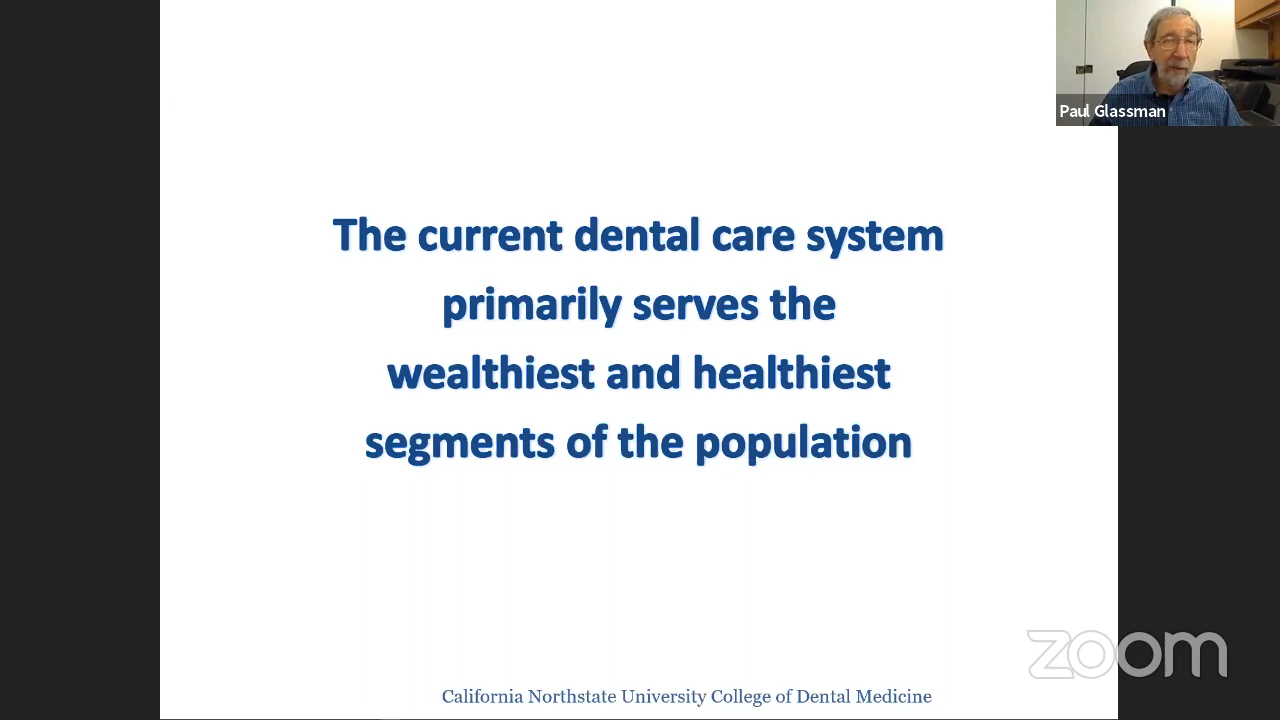 Paul Glassman
The current dental care system
primarily serves the
wealthiest and healthiest
segments of the population
zoom
California Northstate University College of Dental Medicine